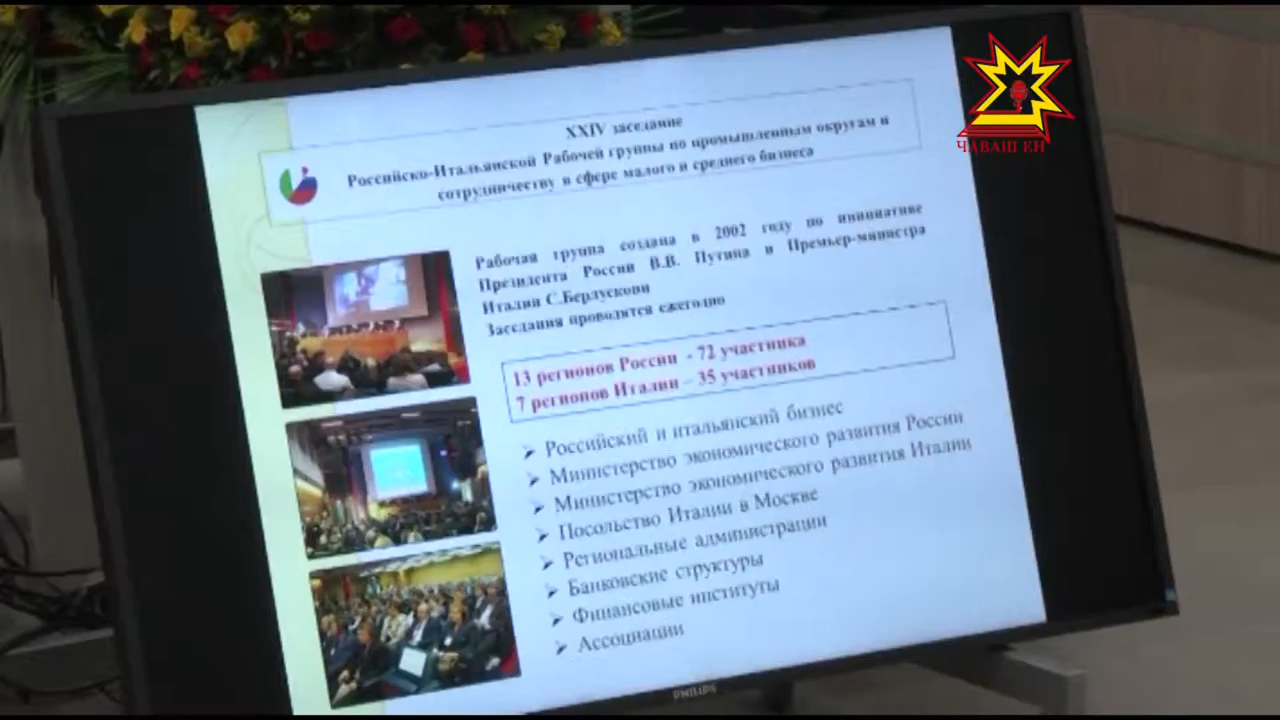 XXIV заседание
Российско-Итальянской Рабочей группы по промышленным округам и
сотрудничеству в сфере малого и среднего бизнеса
Рабочая группа создана в 2002 году по инициативе
Президента России В.В. Путина и Премьер-министра
Италии С.Берлускони
Заседания проводятся ежегодно
13 регионов России - 72 участника
7 регионов Италии – 35 участников
Российский и итальянский бизнес
Министерство экономического развития России
Министерство экономического развития Италии
Посольство Италии в Москве
Региональные администрации
Банковские структуры
Финансовые институты
Ассоциации
PHILIPS
ЧӐВАШ ЕН